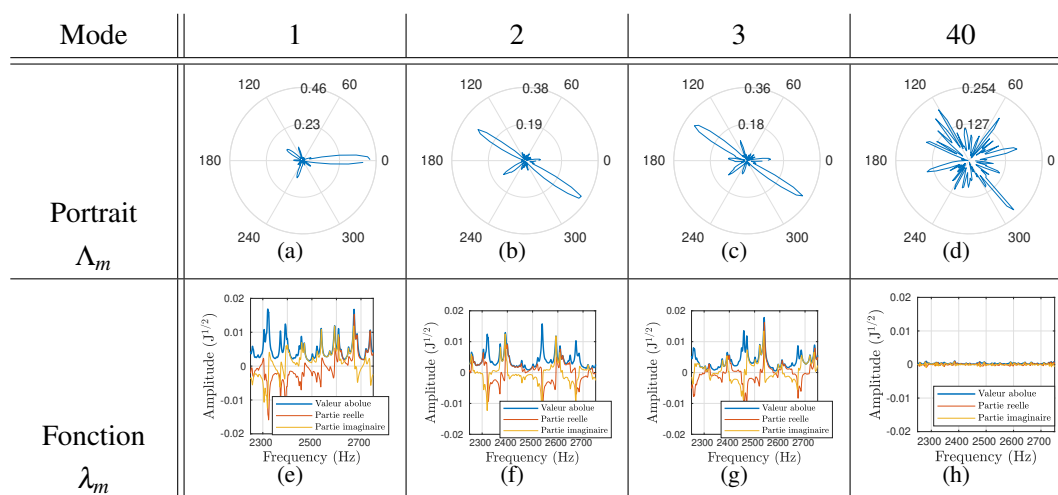 Mode 1 2 3 40
Portrait
Λm
120 60 0.46 0.23 180 0 240 300
(a)
120 60 0.38 0.19 180 0 240 300
(b)
120 60 0.36 0.18 180 0 240 300
(c)
120 60 0.254 0.127 180 0 240 300
(d)
Fonction
λm
0.02
0.01
0
-0.01
-0.02
Amplitude (J1/2)
Valeur abolue
Partie reelle
Partie imaginaire
2300 2500 2700
Frequency (Hz)
(e)
0.02
0.01
0
-0.01
-0.02
Amplitude (J1/2)
Valeur abolue
Partie reelle
Partie imaginaire
2300 2400 2500 2600 2700
Frequency (Hz)
(f)
0.02
0.01
0
-0.01
-0.02
Amplitude (J1/2)
Valeur abolue
Partie reelle
Partie imaginaire
2300 2400 2500 2600 2700
Frequency (Hz)
(g)
0.02
0.01
0
-0.01
-0.02
Amplitude (J1/2)
Valeur abolue
Partie reelle
Partie imaginaire
2300 2400 2500 2600 2700
Frequency (Hz)
(h)